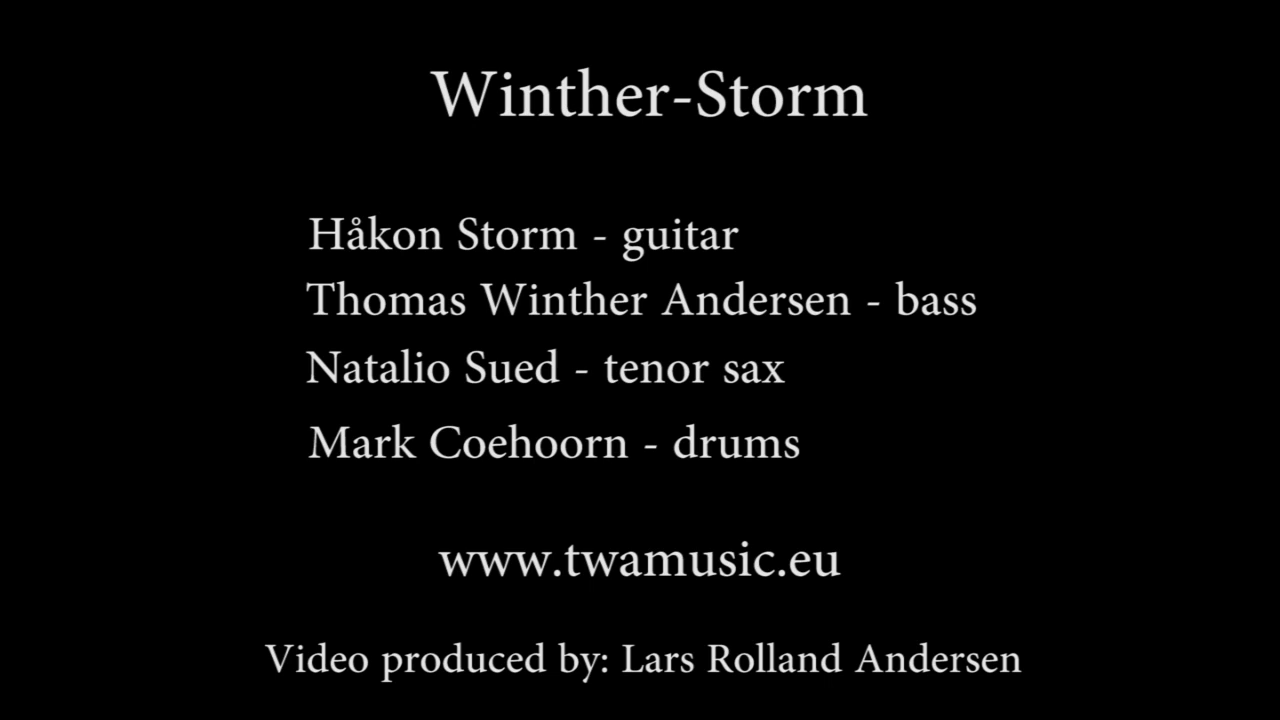 Winther-Storm
Håkon Storm - guitar
Thomas Winther Andersen - bass
Natalio Sued - tenor sax
Mark Coehoorn - drums
www.twamusic.eu
Video produced by: Lars Rolland Andersen